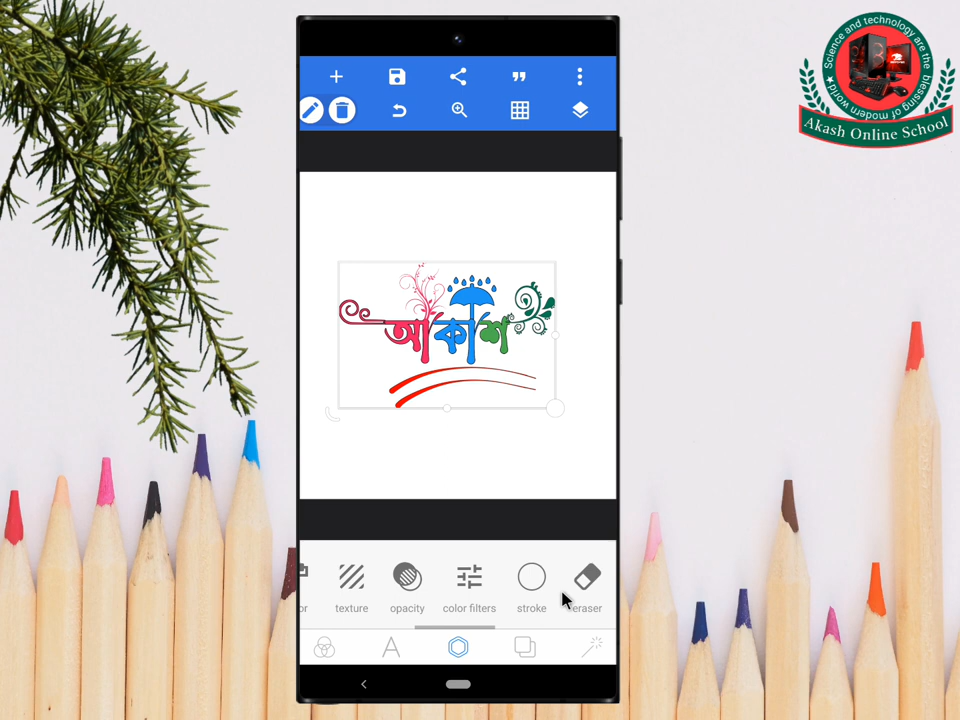 Science and technology are the
blessing of modern world
Akash Online School
আকাশ
texture
opacity
color filters
stroke
eraser